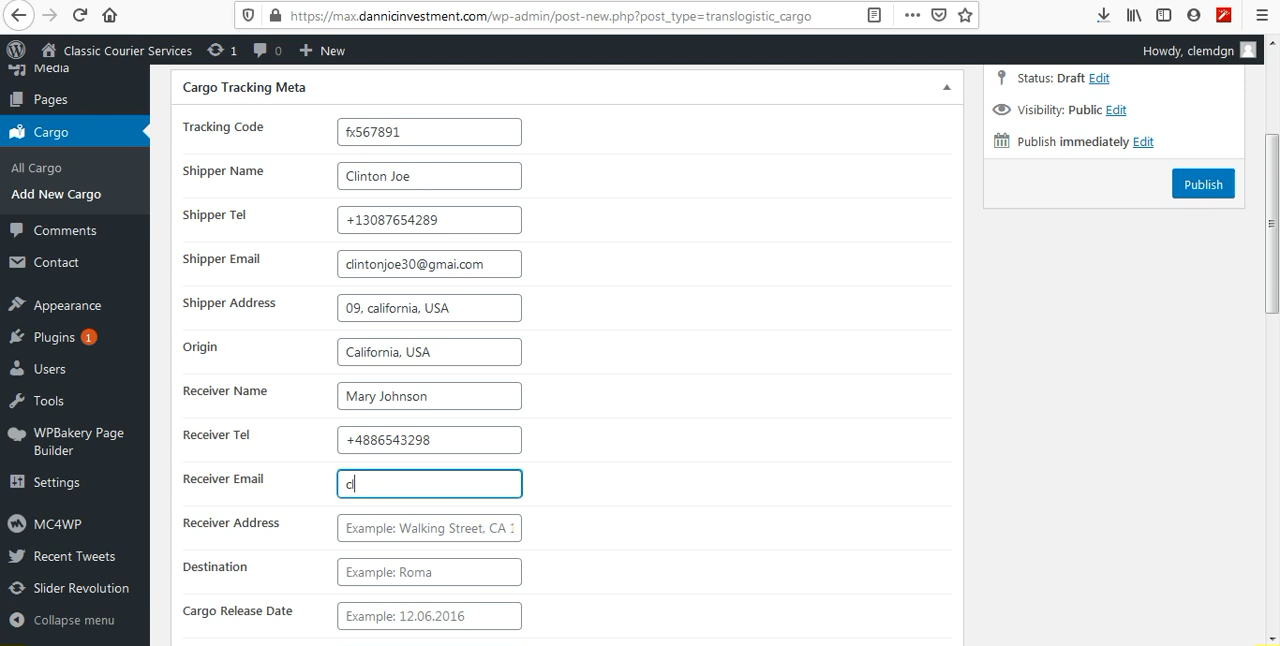 https://max.dannicinvestment.com/wp-admin/post-new.php?post_type=translogistic_cargo
Classic Courier Services 1 0 New Howdy, clemdgn
Media
Pages
Cargo
All Cargo
Add New Cargo
Comments
Contact
Appearance
Plugins 1
Users
Tools
WPBakery Page
Builder
Settings
MC4WP
Recent Tweets
Slider Revolution
Collapse menu
Cargo Tracking Meta
Tracking Code fx567891
Shipper Name Clinton Joe
Shipper Tel +13087654289
Shipper Email clintonjoe30@gmai.com
Shipper Address 09, california, USA
Origin California, USA
Receiver Name Mary Johnson
Receiver Tel +4886543298
Receiver Email cl
Receiver Address Example: Walking Street, CA 1
Destination Example: Roma
Cargo Release Date Example: 12.06.2016
Status: Draft Edit
Visibility: Public Edit
Publish immediately Edit
Publish